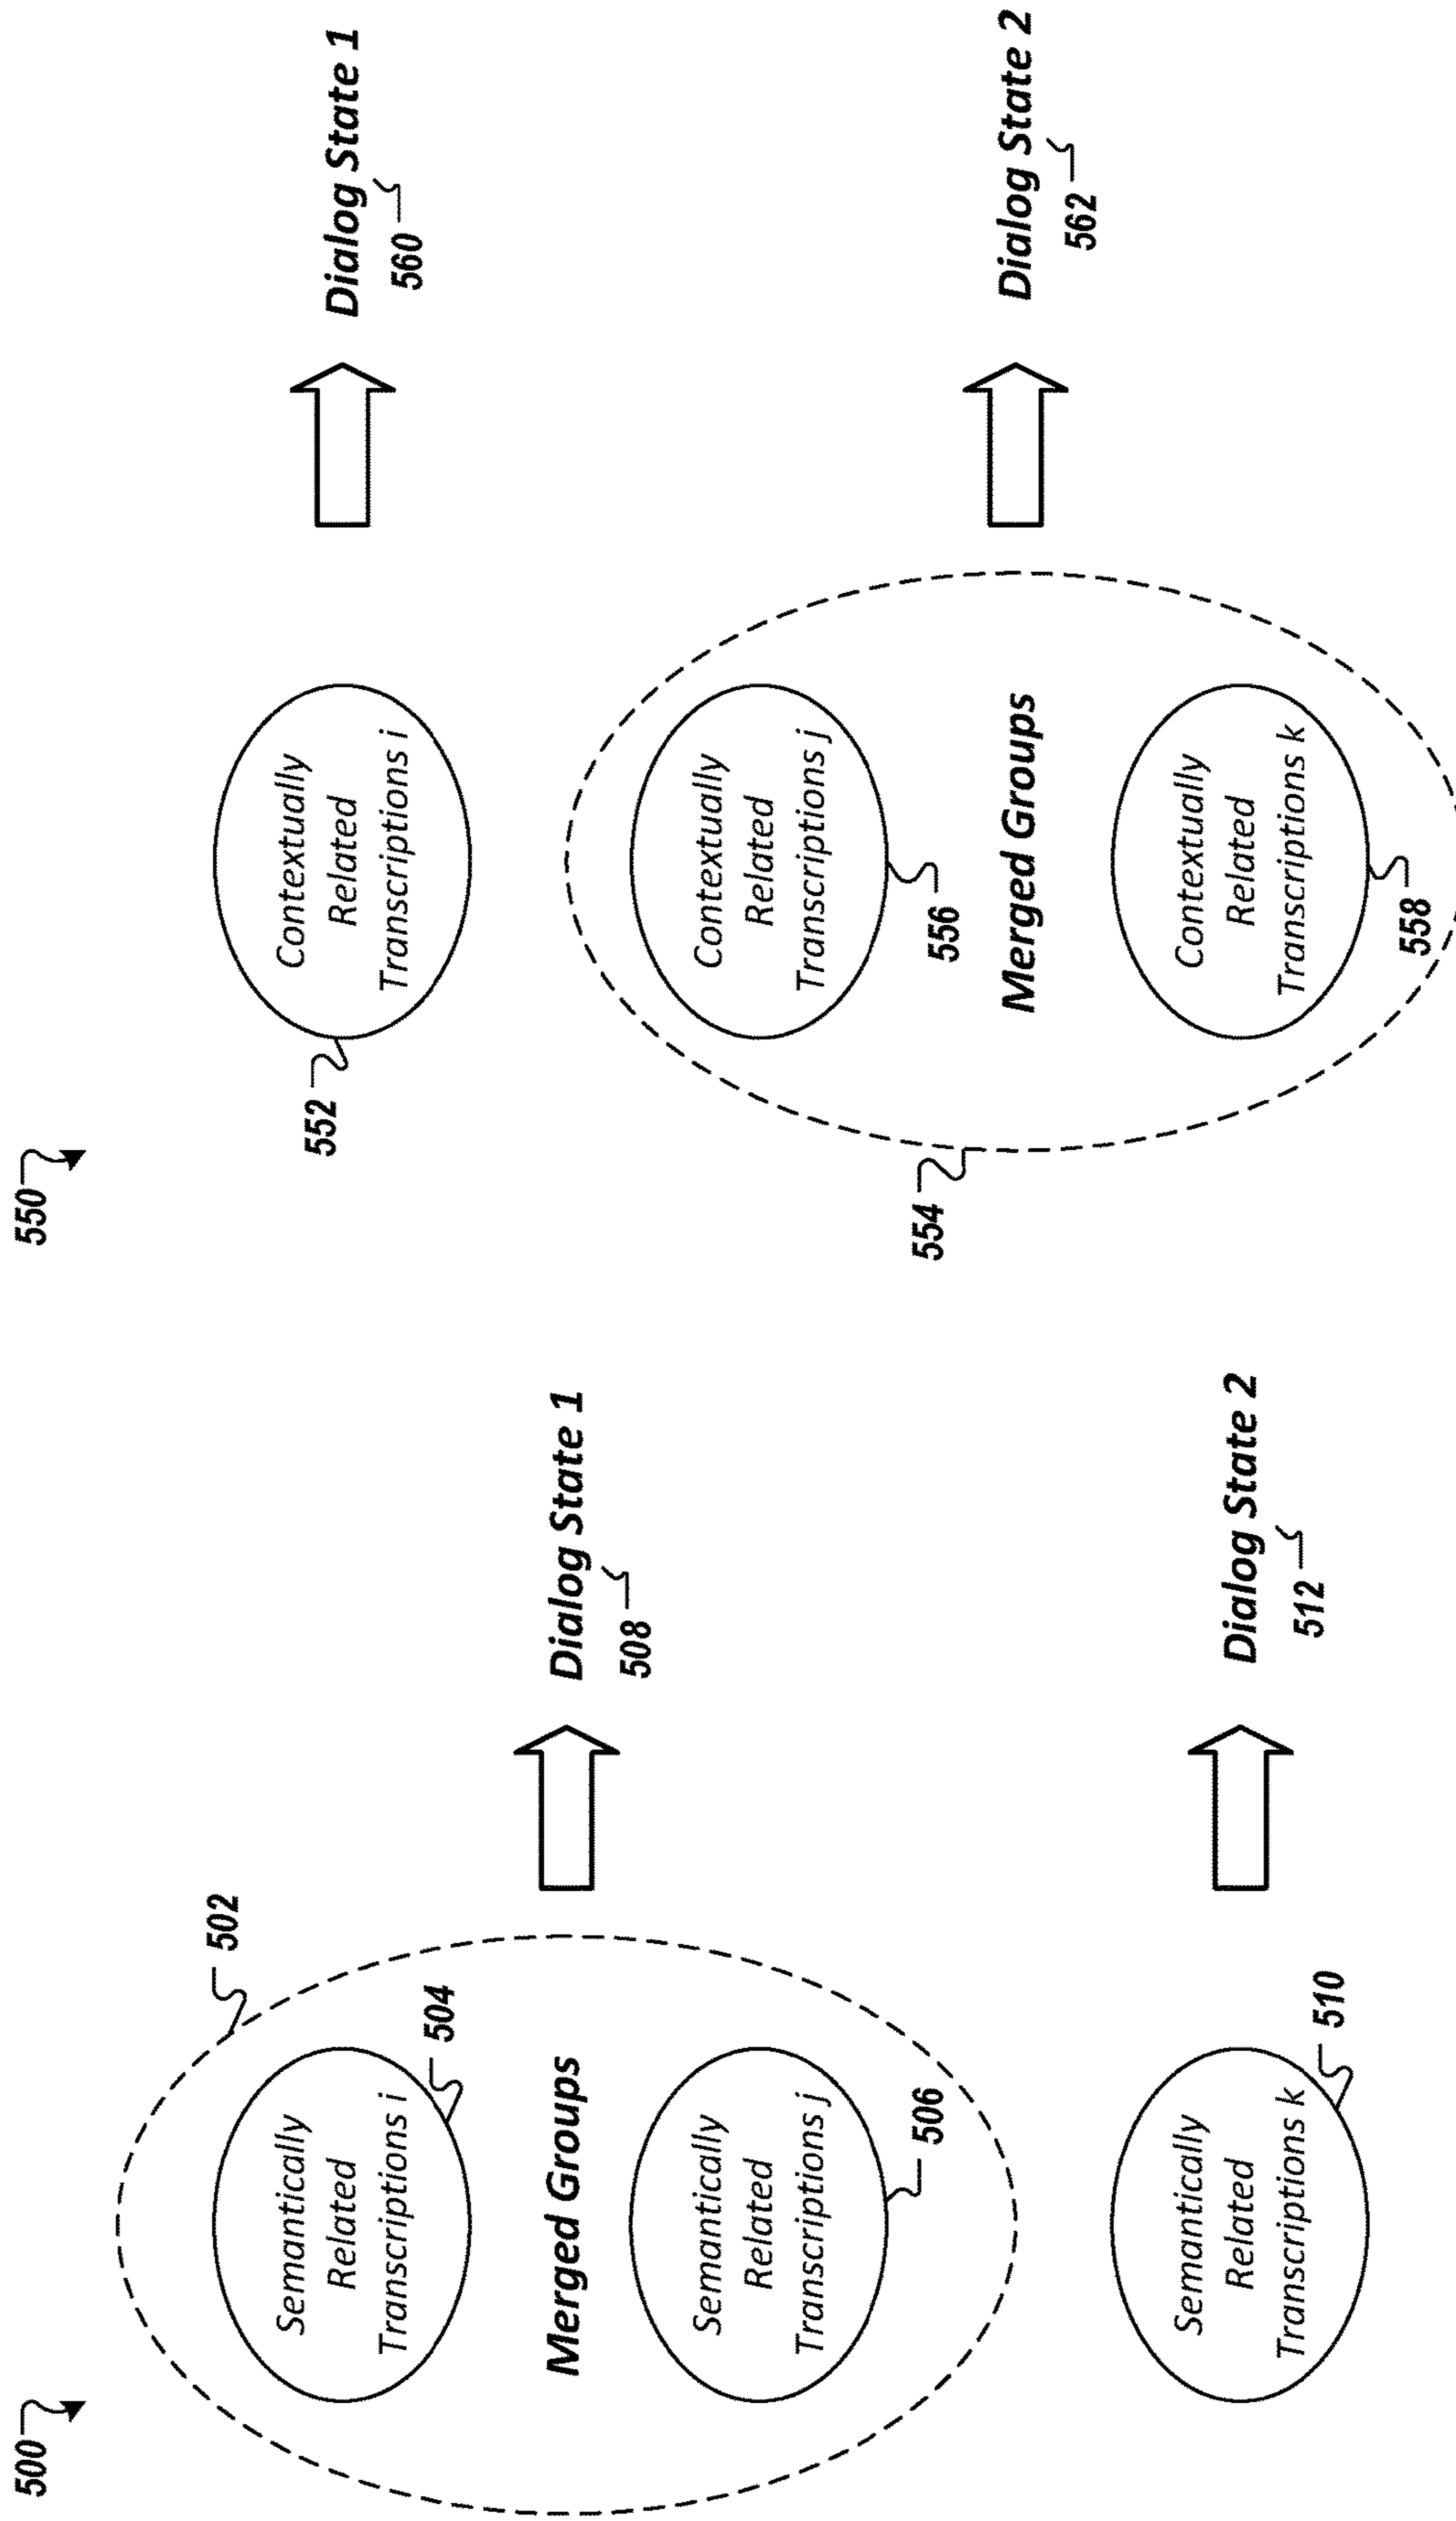 500
502
Semantically
Related
Transcriptions i
504
Merged Groups
Semantically
Related
Transcriptions j
506
Dialog State 1
508
Semantically
Related
Transcriptions k
510
Dialog State 2
512
550
552
Contextually
Related
Transcriptions i
Dialog State 1
560
554
Contextually
Related
Transcriptions j
556
Merged Groups
Contextually
Related
Transcriptions k
558
Dialog State 2
562